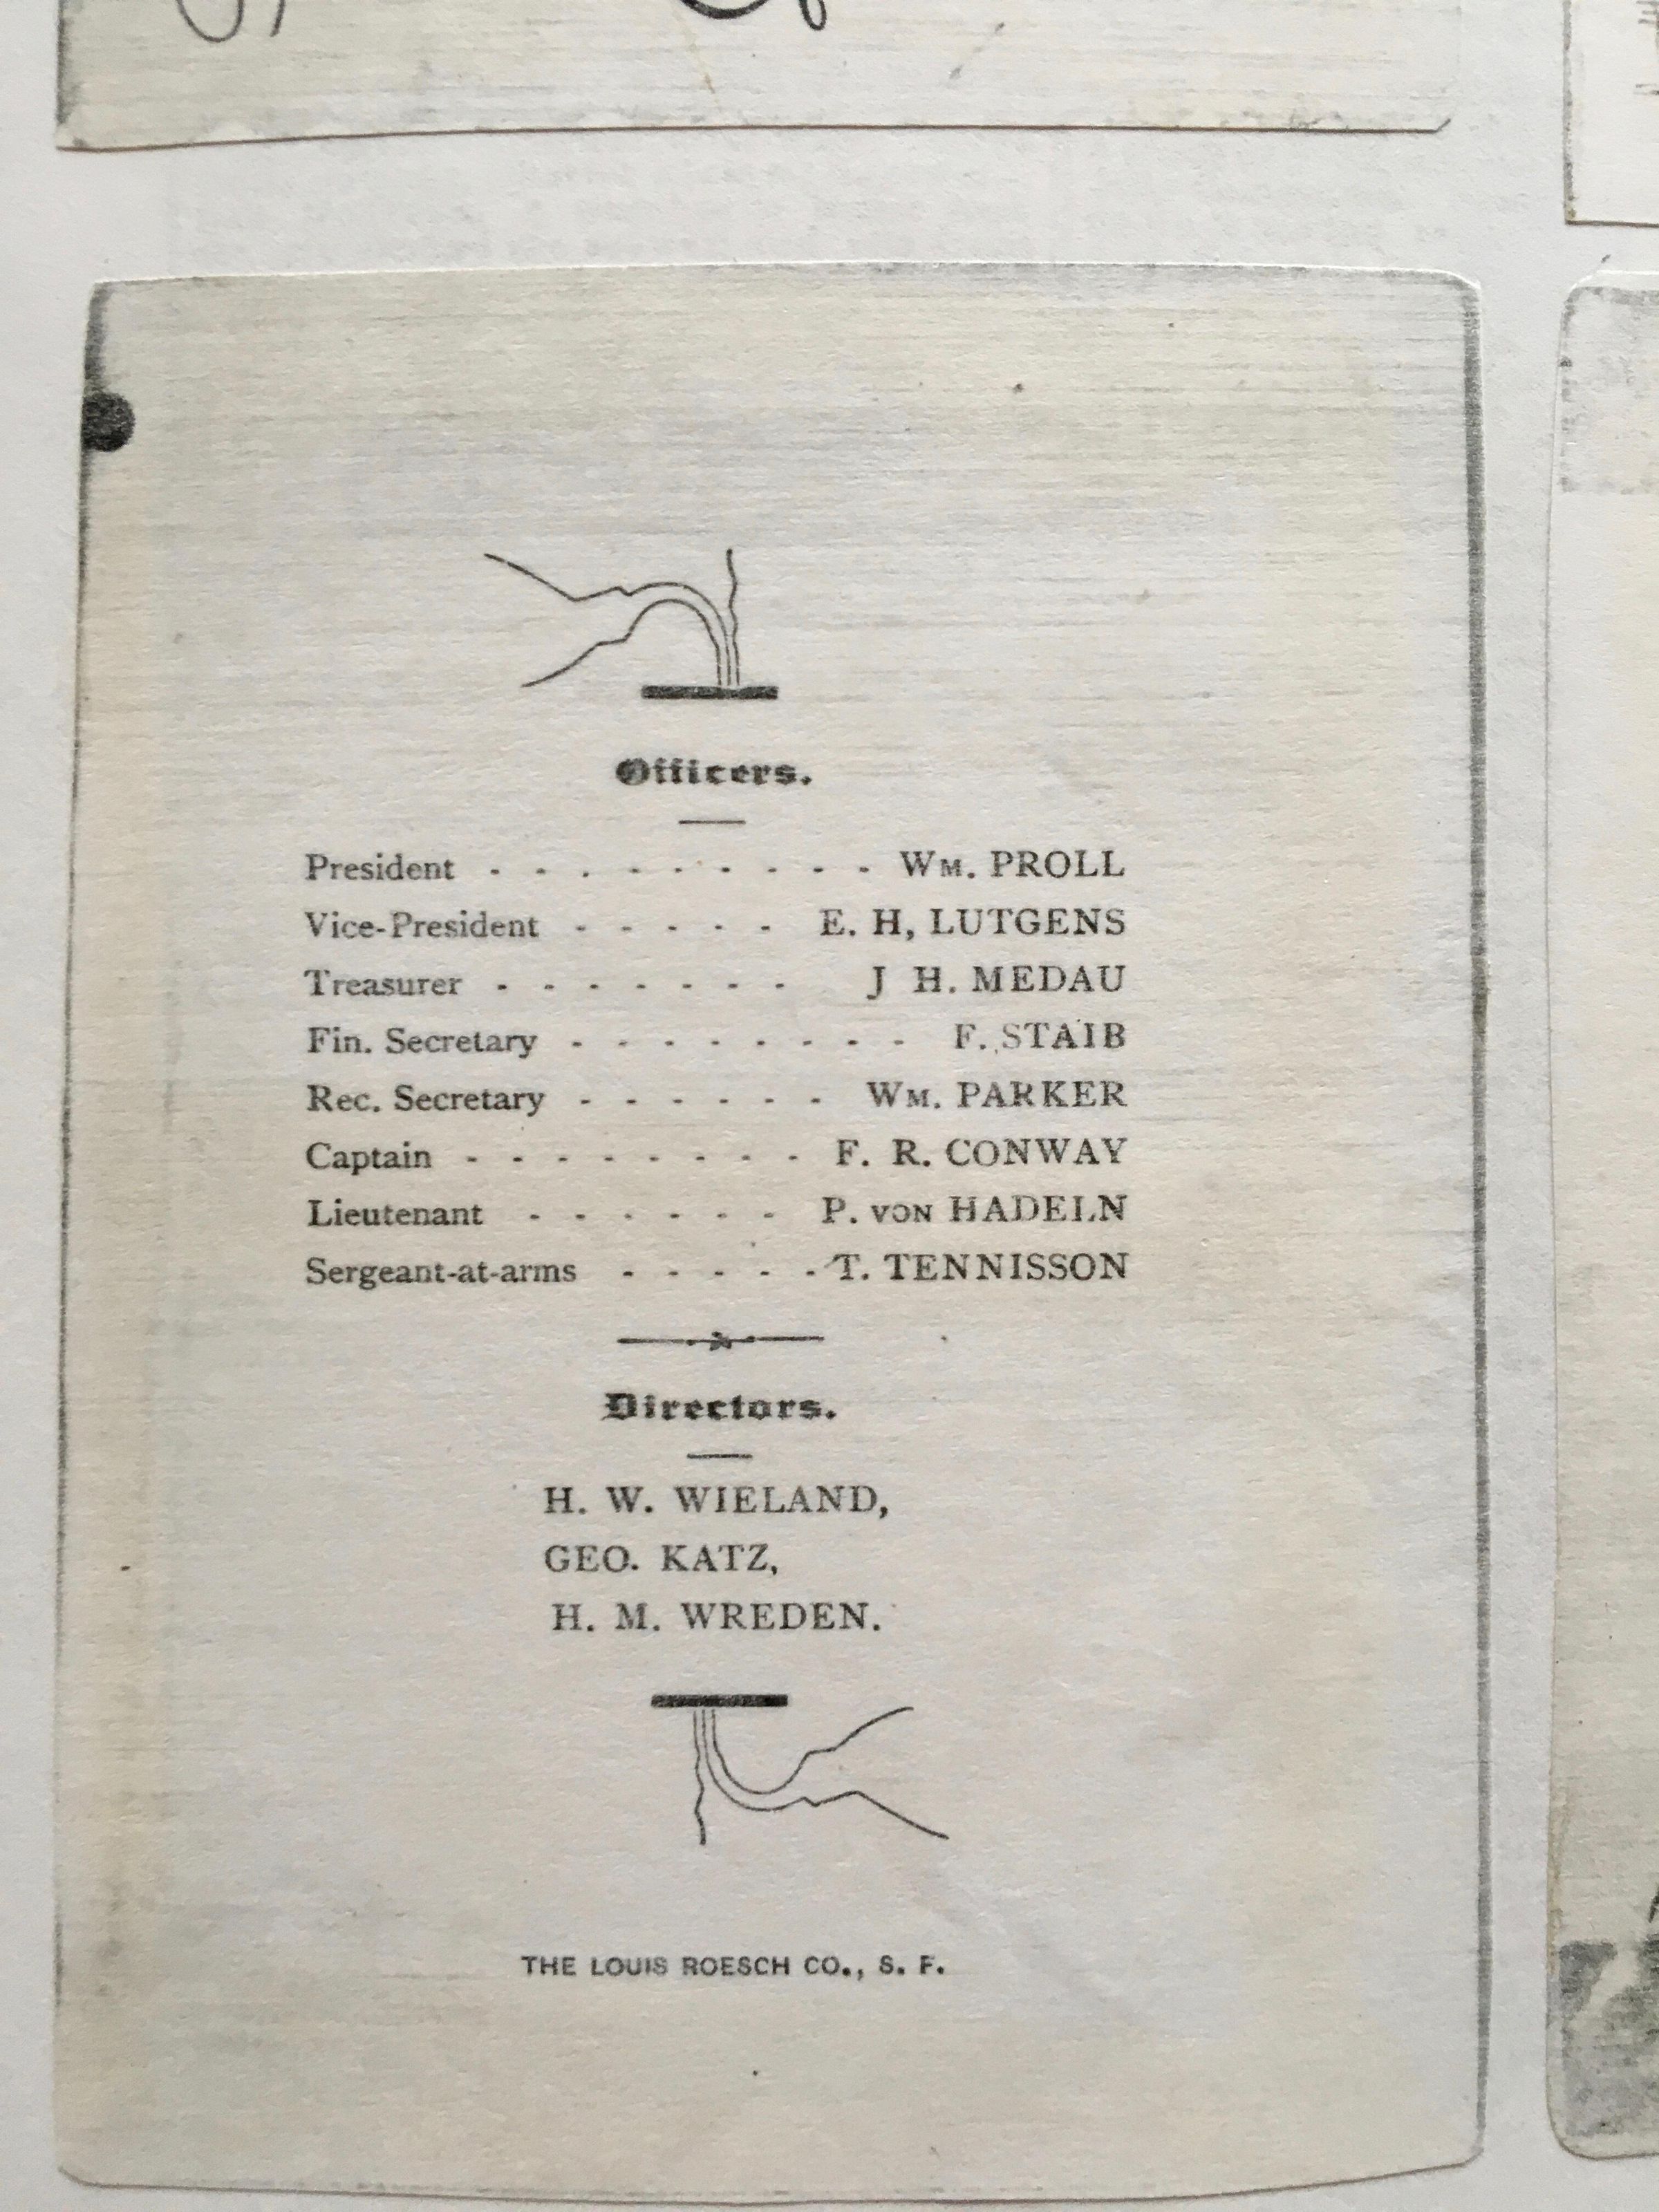 Officers.
President - - - - - - - - - WM. PROLL
Vice-President - - - - - E. H, LUTGENS
Treasurer - - - - - - - J H. MEDAU
Fin. Secretary - - - - - - - - F. STAIB
Rec. Secretary - - - - - - WM. PARKER
Captain - - - - - - - - F. R. CONWAY
Lieutenant - - - - - - P. VON HADELN
Sergeant-at-arms - - - - - T. TENNISSON
Directors.
H. W. WIELAND,
GEO. KATZ,
H. M. WREDEN.
THE LOUIS ROESCH CO., S. F.